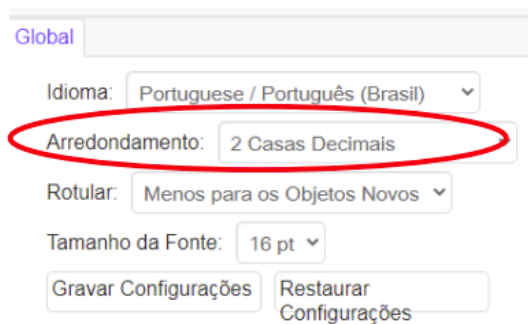 Global
Idioma: Portuguese / Português (Brasil)
Arredondamento: 2 Casas Decimais
Rotular: Menos para os Objetos Novos
Tamanho da Fonte: 16 pt
Gravar Configurações Restaurar
Configurações